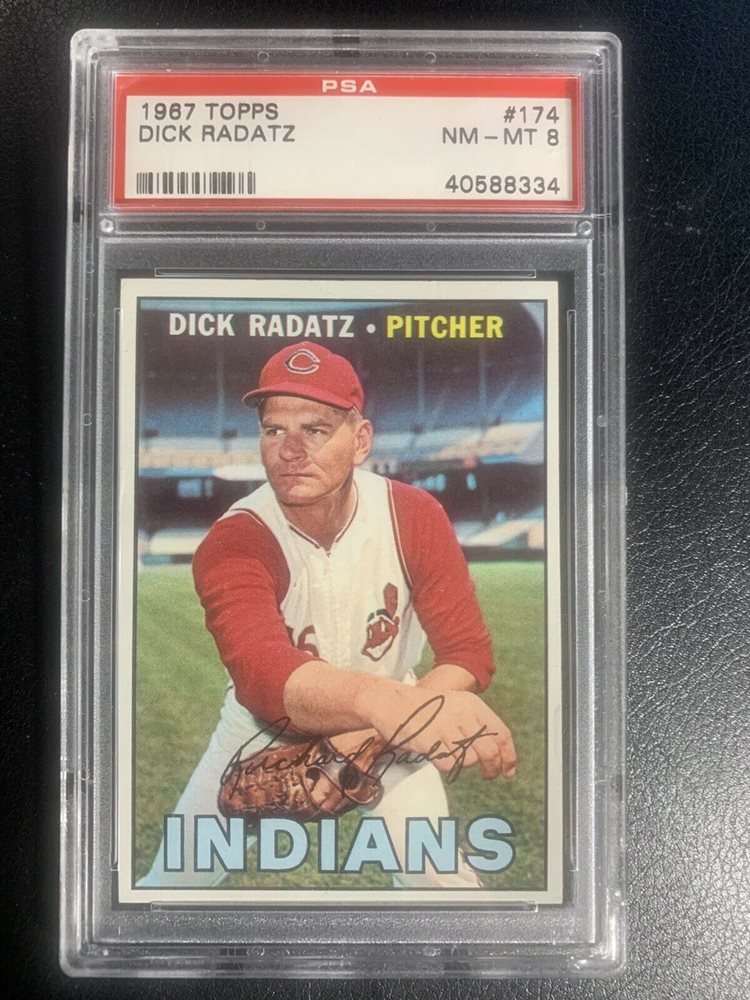 PSA
1967 TOPPS #174
DICK RADATZ NM-MT 8
40588334
DICK RADATZ • PITCHER
C
Richard Radatz
INDIANS